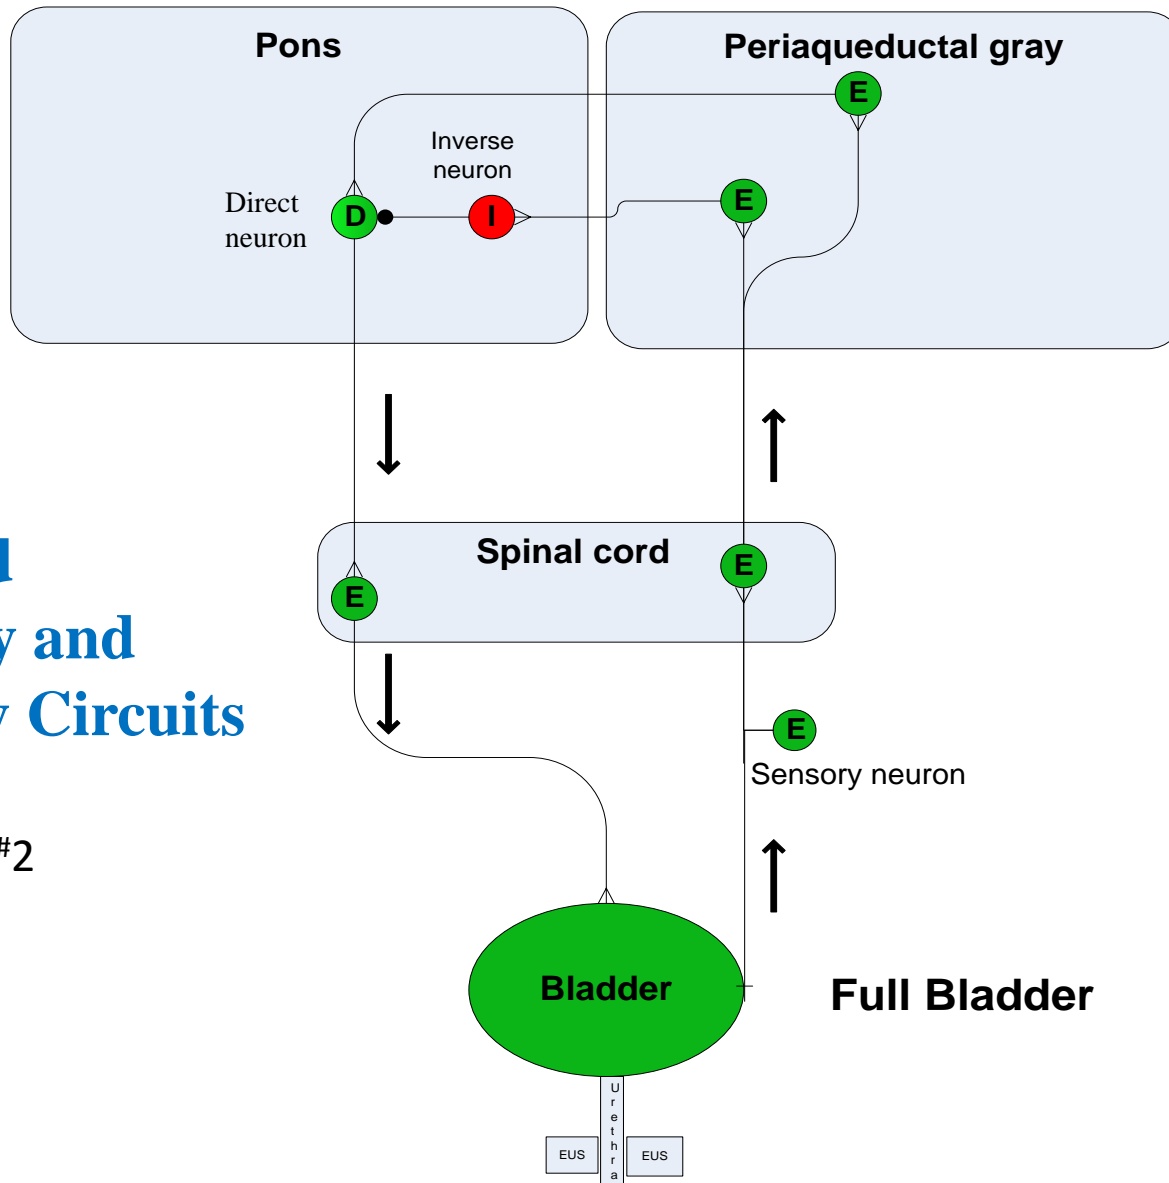 Pons
Periaqueductal gray
E
Inverse
neuron
E
Direct
neuron
D
I
Spinal cord
E
E
y and
y Circuits
E
Sensory neuron
#2
Bladder
Full Bladder
Urethra
EUS
EUS